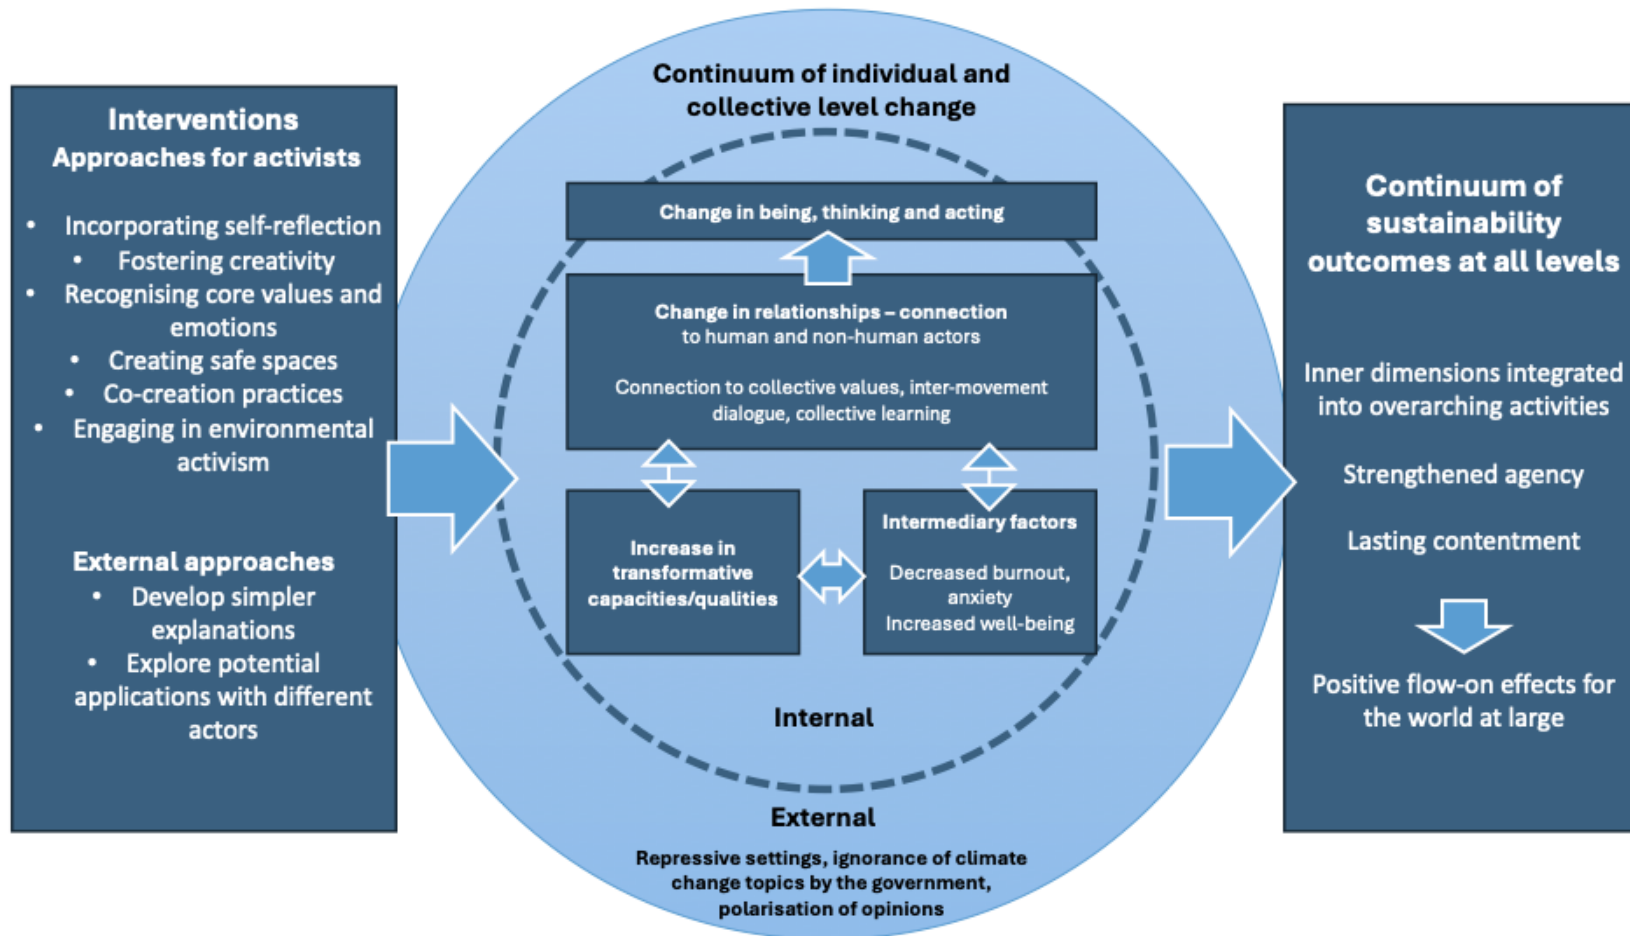 Interventions
Approaches for activists
• Incorporating self-reflection
• Fostering creativity
• Recognising core values and
emotions
• Creating safe spaces
• Co-creation practices
• Engaging in environmental
activism
External approaches
• Develop simpler
explanations
• Explore potential
applications with different
actors
Continuum of individual and
collective level change
Change in being, thinking and acting
Change in relationships – connection
to human and non-human actors
Connection to collective values, inter-movement
dialogue, collective learning
Increase in
transformative
capacities/qualities
Intermediary factors
Decreased burnout,
anxiety
Increased well-being
Internal
External
Repressive settings, ignorance of climate
change topics by the government,
polarisation of opinions
Continuum of
sustainability
outcomes at all levels
Inner dimensions integrated
into overarching activities
Strengthened agency
Lasting contentment
Positive flow-on effects for
the world at large